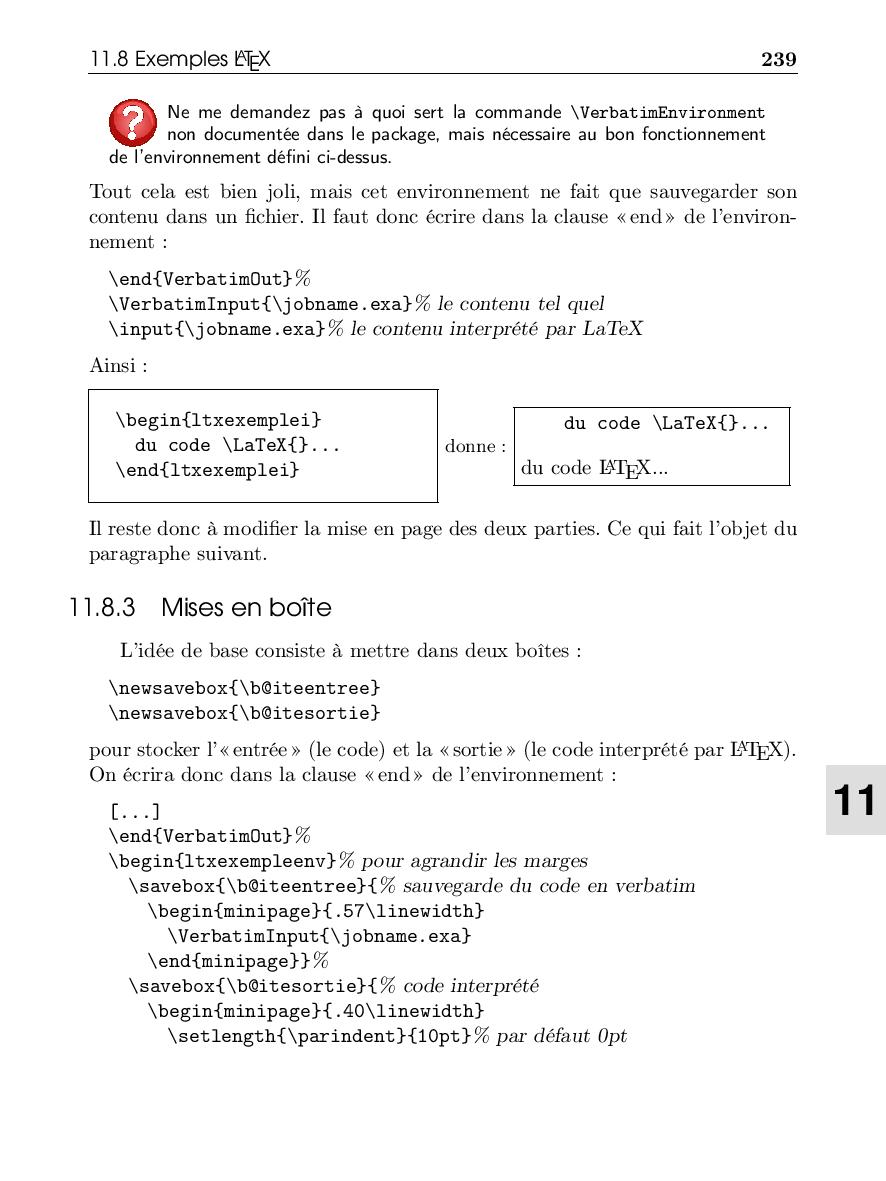 11.8 Exemples LATEX 239
Ne me demandez pas à quoi sert la commande \VerbatimEnvironment
non documentée dans le package, mais nécessaire au bon fonctionnement
de l'environnement défini ci-dessus.
Tout cela est bien joli, mais cet environnement ne fait que sauvegarder son
contenu dans un fichier. Il faut donc écrire dans la clause «end» de l'environ-
nement :
\end{VerbatimOut}%
\VerbatimInput{\jobname.exa}% le contenu tel quel
\input{\jobname.exa}% le contenu interprété par LaTeX
Ainsi :
\begin{ltxexemplei}
du code \LaTeX{}...
\end{ltxexemplei}
donne :
du code \LaTeX{}...
du code LATEX...
Il reste donc à modifier la mise en page des deux parties. Ce qui fait l'objet du
paragraphe suivant.
11.8.3 Mises en boîte
L'idée de base consiste à mettre dans deux boîtes :
\newsavebox{\b@iteentree}
\newsavebox{\b@itesortie}
pour stocker l'«entrée» (le code) et la «sortie» (le code interprété par LATEX).
On écrira donc dans la clause «end» de l'environnement :
[...]
\end{VerbatimOut}%
\begin{ltxexempleenv}% pour agrandir les marges
\savebox{\b@iteentree}{% sauvegarde du code en verbatim
\begin{minipage}{.57\linewidth}
\VerbatimInput{\jobname.exa}
\end{minipage}}%
\savebox{\b@itesortie}{% code interprété
\begin{minipage}{.40\linewidth}
\setlength{\parindent}{10pt}% par défaut 0pt
11